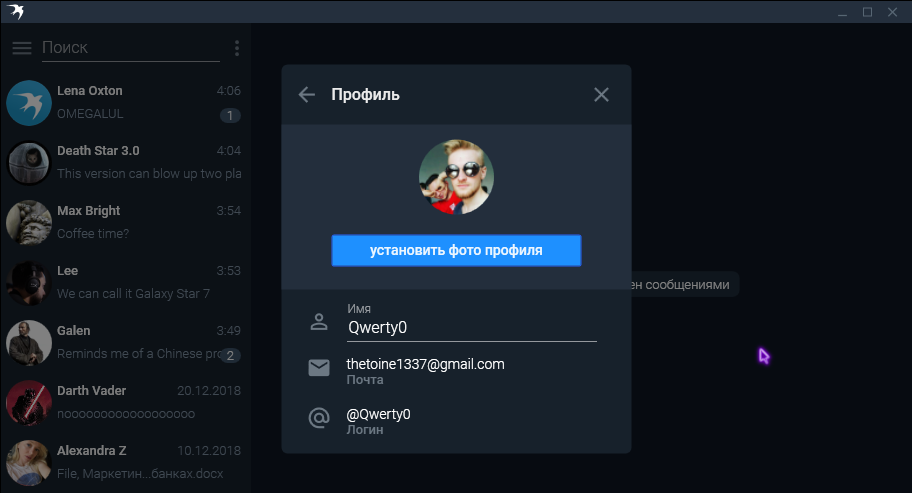 Поиск
Lena Oxton 4:06
OMEGALUL 1
Death Star 3.0 4:04
This version can blow up two pla
Max Bright 3:54
Coffee time?
Lee 3:53
We can call it Galaxy Star 7
Galen 3:49
Reminds me of a Chinese pro 2
Darth Vader 20.12.2018
noooooooooooooooooo
Alexandra Z 10.12.2018
File, Маркетин...банках.docx
Профиль
установить фото профиля
Имя
Qwerty0
thetoine1337@gmail.com
Почта
@Qwerty0
Логин
ен сообщениями